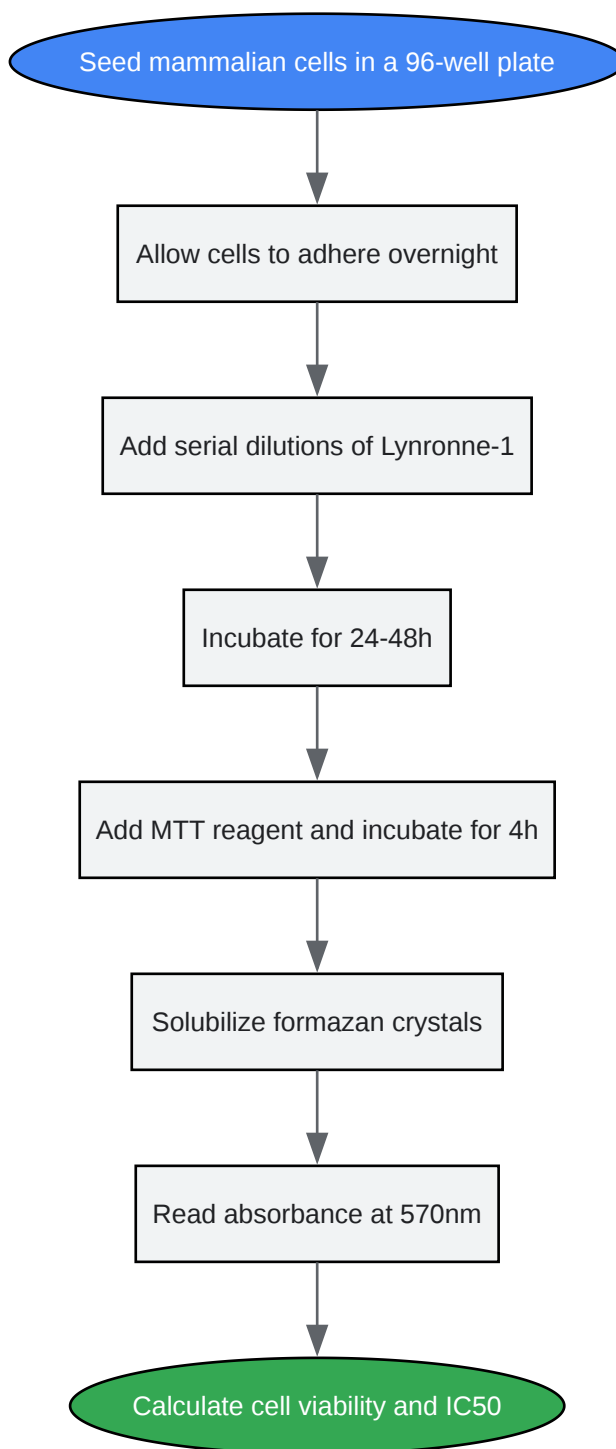 Seed mammalian cells in a 96-well plate
Allow cells to adhere overnight
Add serial dilutions of Lynronne-1
Incubate for 24-48h
Add MTT reagent and incubate for 4h
Solubilize formazan crystals
Read absorbance at 570nm
Calculate cell viability and IC50